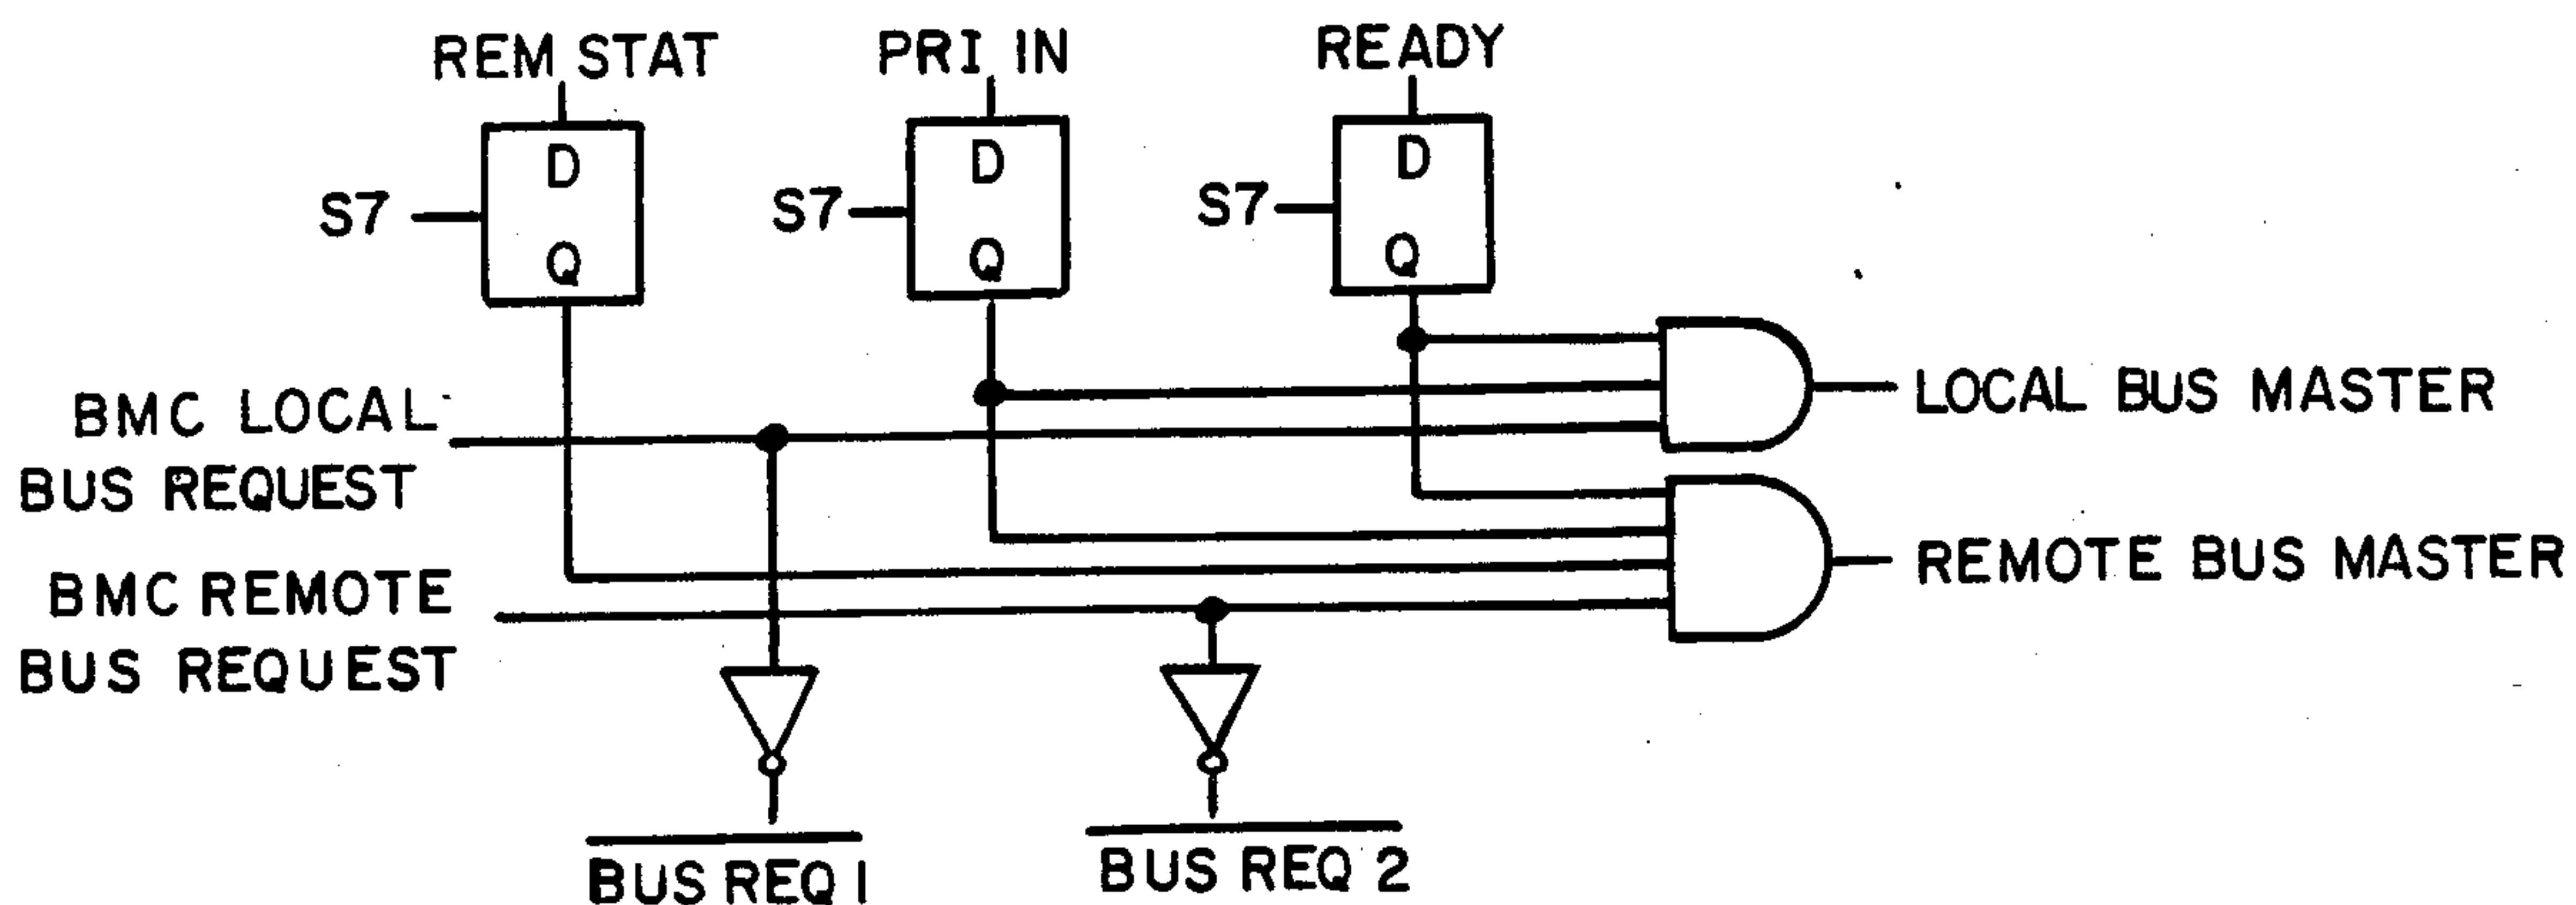 REM STAT
PRI IN
READY
D
D
D
S7
S7
S7
Q
Q
Q
BMC LOCAL
BUS REQUEST
LOCAL BUS MASTER
BMC REMOTE
BUS REQUEST
REMOTE BUS MASTER
BUS REQ 1
BUS REQ 2